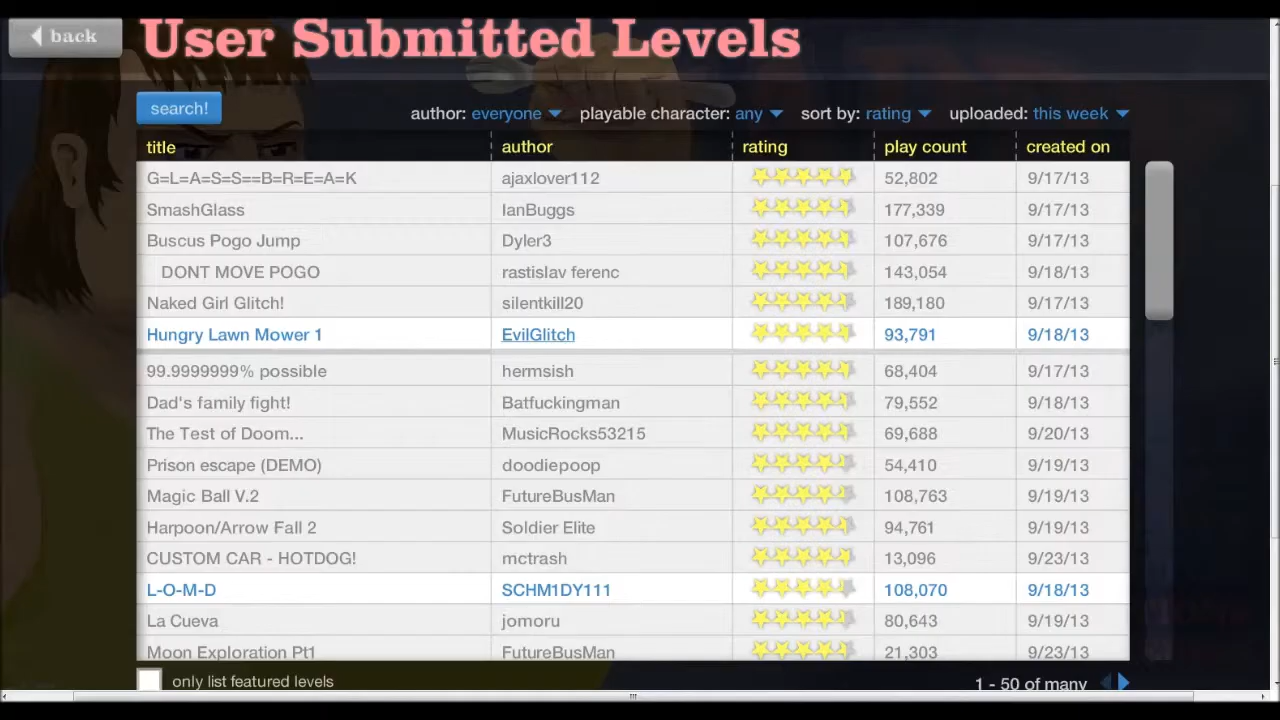 back
User Submitted Levels
search! author: everyone playable character: any sort by: rating uploaded: this week
title author rating play count created on
G=L=A=S=S==B=R=E=A=K ajaxlover112 52,802 9/17/13
SmashGlass IanBuggs 177,339 9/17/13
Buscus Pogo Jump Dyler3 107,676 9/17/13
DONT MOVE POGO rastislav ferenc 143,054 9/18/13
Naked Girl Glitch! silentkill20 189,180 9/17/13
Hungry Lawn Mower 1 EvilGlitch 93,791 9/18/13
99.9999999% possible hermsish 68,404 9/17/13
Dad's family fight! Batfuckingman 79,552 9/18/13
The Test of Doom... MusicRocks53215 69,688 9/20/13
Prison escape (DEMO) doodiepoop 54,410 9/19/13
Magic Ball V.2 FutureBusMan 108,763 9/19/13
Harpoon/Arrow Fall 2 Soldier Elite 94,761 9/19/13
CUSTOM CAR - HOTDOG! mctrash 13,096 9/23/13
L-O-M-D SCHM1DY111 108,070 9/18/13
La Cueva jomoru 80,643 9/19/13
Moon Exploration Pt1 FutureBusMan 21,303 9/23/13
only list featured levels 1 - 50 of many